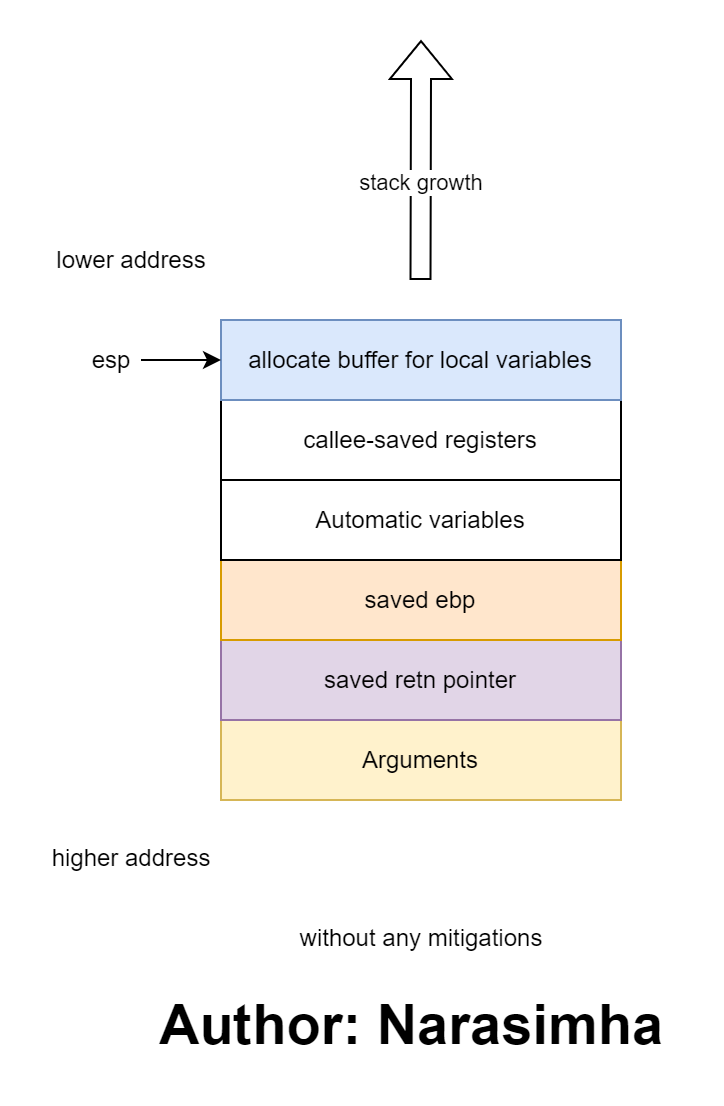 stack growth
lower address
esp
allocate buffer for local variables
callee-saved registers
Automatic variables
saved ebp
saved retn pointer
Arguments
higher address
without any mitigations
Author: Narasimha